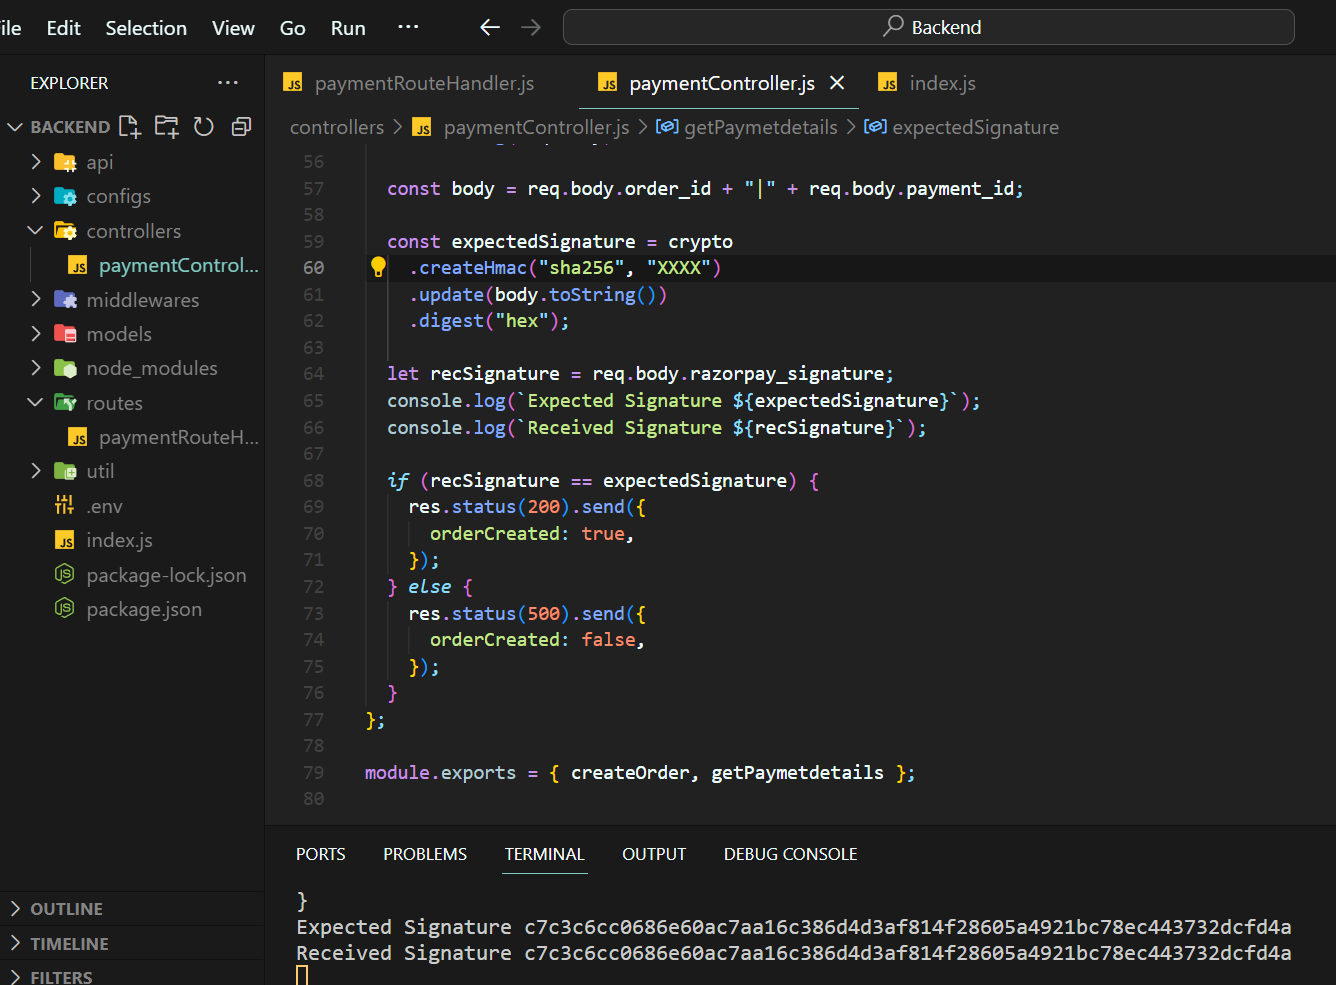 ile Edit Selection View Go Run ··· Backend
EXPLORER ···
BACKEND
api
configs
controllers
paymentControl...
middlewares
models
node_modules
routes
paymentRouteH...
util
.env
index.js
package-lock.json
package.json
OUTLINE
TIMELINE
FILTERS
paymentRouteHandler.js paymentController.js index.js
controllers > paymentController.js > getPaymetdetails > expectedSignature
56
57 const body = req.body.order_id + "|" + req.body.payment_id;
58
59 const expectedSignature = crypto
60 .createHmac("sha256", "XXXX")
61 .update(body.toString())
62 .digest("hex");
63
64 let recSignature = req.body.razorpay_signature;
65 console.log(`Expected Signature ${expectedSignature}`);
66 console.log(`Received Signature ${recSignature}`);
67
68 if (recSignature == expectedSignature) {
69 res.status(200).send({
70 orderCreated: true,
71 });
72 } else {
73 res.status(500).send({
74 orderCreated: false,
75 });
76 }
77 };
78
79 module.exports = { createOrder, getPaymetdetails };
80
PORTS PROBLEMS TERMINAL OUTPUT DEBUG CONSOLE
}
Expected Signature c7c3c6cc0686e60ac7aa16c386d4d3af814f28605a4921bc78ec443732dcfd4a
Received Signature c7c3c6cc0686e60ac7aa16c386d4d3af814f28605a4921bc78ec443732dcfd4a